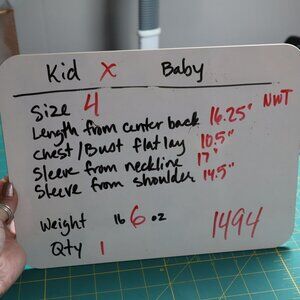 Kid X Baby
Size 4
Length from center back 16.25" NWT
Chest/Bust flat lay 10.5"
Sleeve from neckline 17"
Sleeve from shoulder 14.5"
Weight lb 6 oz 1494
Qty 1